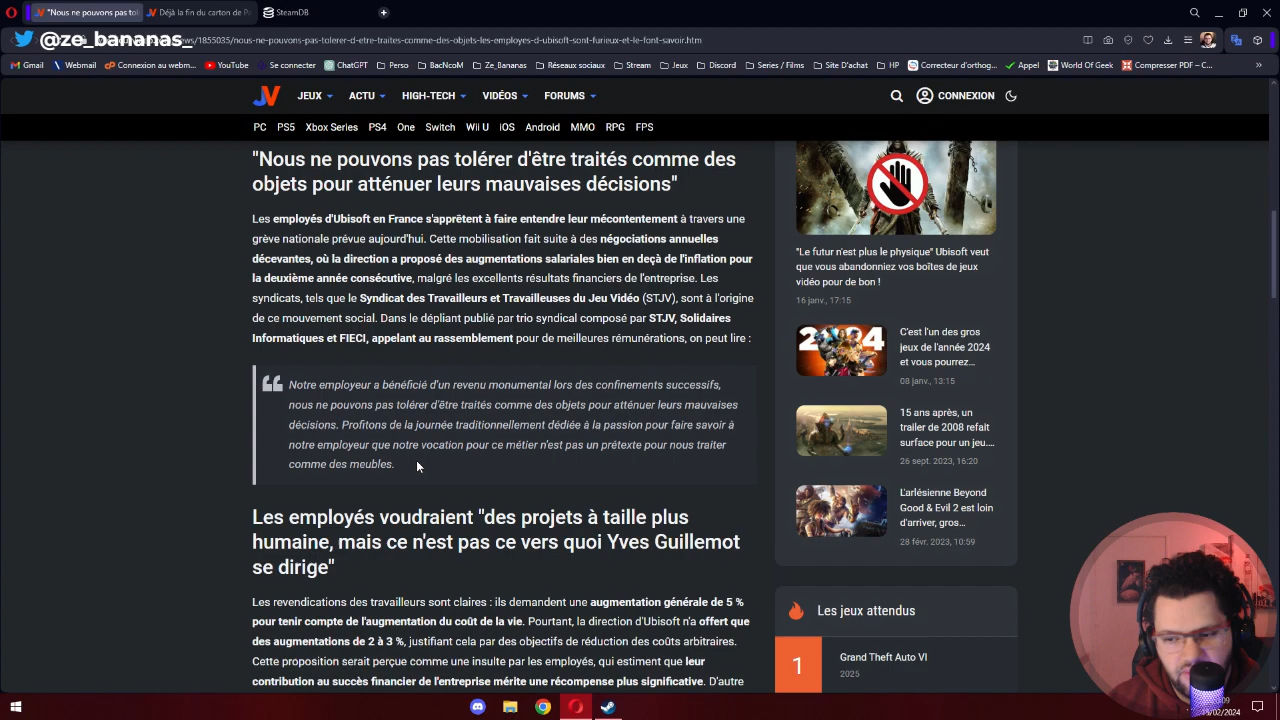 "Nous ne pouvons pas tol
Déjà la fin du carton de P
SteamDB
@ze_bananas_
news/1855035/nous-ne-pouvons-pas-tolerer-d-etre-traites-comme-des-objets-les-employes-d-ubisoft-sont-furieux-et-le-font-savoir.htm
Gmail
Webmail
Connexion au webm...
YouTube
Se connecter
ChatGPT
Perso
BacNcoM
Ze_Bananas
Réseaux sociaux
Stream
Jeux
Discord
Series / Films
Site D'achat
HP
Correcteur d'orthog...
Appel
World Of Geek
Compresser PDF – C...
JV
JEUX
ACTU
HIGH-TECH
VIDÉOS
FORUMS
CONNEXION
PC
PS5
Xbox Series
PS4
One
Switch
Wii U
iOS
Android
MMO
RPG
FPS
"Nous ne pouvons pas tolérer d'être traités comme des
objets pour atténuer leurs mauvaises décisions"
Les employés d'Ubisoft en France s'apprêtent à faire entendre leur mécontentement à travers une
grève nationale prévue aujourd'hui. Cette mobilisation fait suite à des négociations annuelles
décevantes, où la direction a proposé des augmentations salariales bien en deçà de l'inflation pour
la deuxième année consécutive, malgré les excellents résultats financiers de l'entreprise. Les
syndicats, tels que le Syndicat des Travailleurs et Travailleuses du Jeu Vidéo (STJV), sont à l'origine
de ce mouvement social. Dans le dépliant publié par trio syndical composé par STJV, Solidaires
Informatiques et FIECI, appelant au rassemblement pour de meilleures rémunérations, on peut lire :
Notre employeur a bénéficié d'un revenu monumental lors des confinements successifs,
nous ne pouvons pas tolérer d'être traités comme des objets pour atténuer leurs mauvaises
décisions. Profitons de la journée traditionnellement dédiée à la passion pour faire savoir à
notre employeur que notre vocation pour ce métier n'est pas un prétexte pour nous traiter
comme des meubles.
Les employés voudraient "des projets à taille plus
humaine, mais ce n'est pas ce vers quoi Yves Guillemot
se dirige"
Les revendications des travailleurs sont claires : ils demandent une augmentation générale de 5 %
pour tenir compte de l'augmentation du coût de la vie. Pourtant, la direction d'Ubisoft n'a offert que
des augmentations de 2 à 3 %, justifiant cela par des objectifs de réduction des coûts arbitraires.
Cette proposition serait perçue comme une insulte par les employés, qui estiment que leur
contribution au succès financier de l'entreprise mérite une récompense plus significative. D'autre
"Le futur n'est plus le physique" Ubisoft veut
que vous abandonniez vos boîtes de jeux
vidéo pour de bon !
16 janv., 17:15
2024
C'est l'un des gros
jeux de l'année 2024
et vous pourrez...
08 janv., 13:15
15 ans après, un
trailer de 2008 refait
surface pour un jeu....
26 sept. 2023, 16:20
L'arlésienne Beyond
Good & Evil 2 est loin
d'arriver, gros...
28 févr. 2023, 10:59
Les jeux attendus
1
Grand Theft Auto VI
2025
15/02/2024